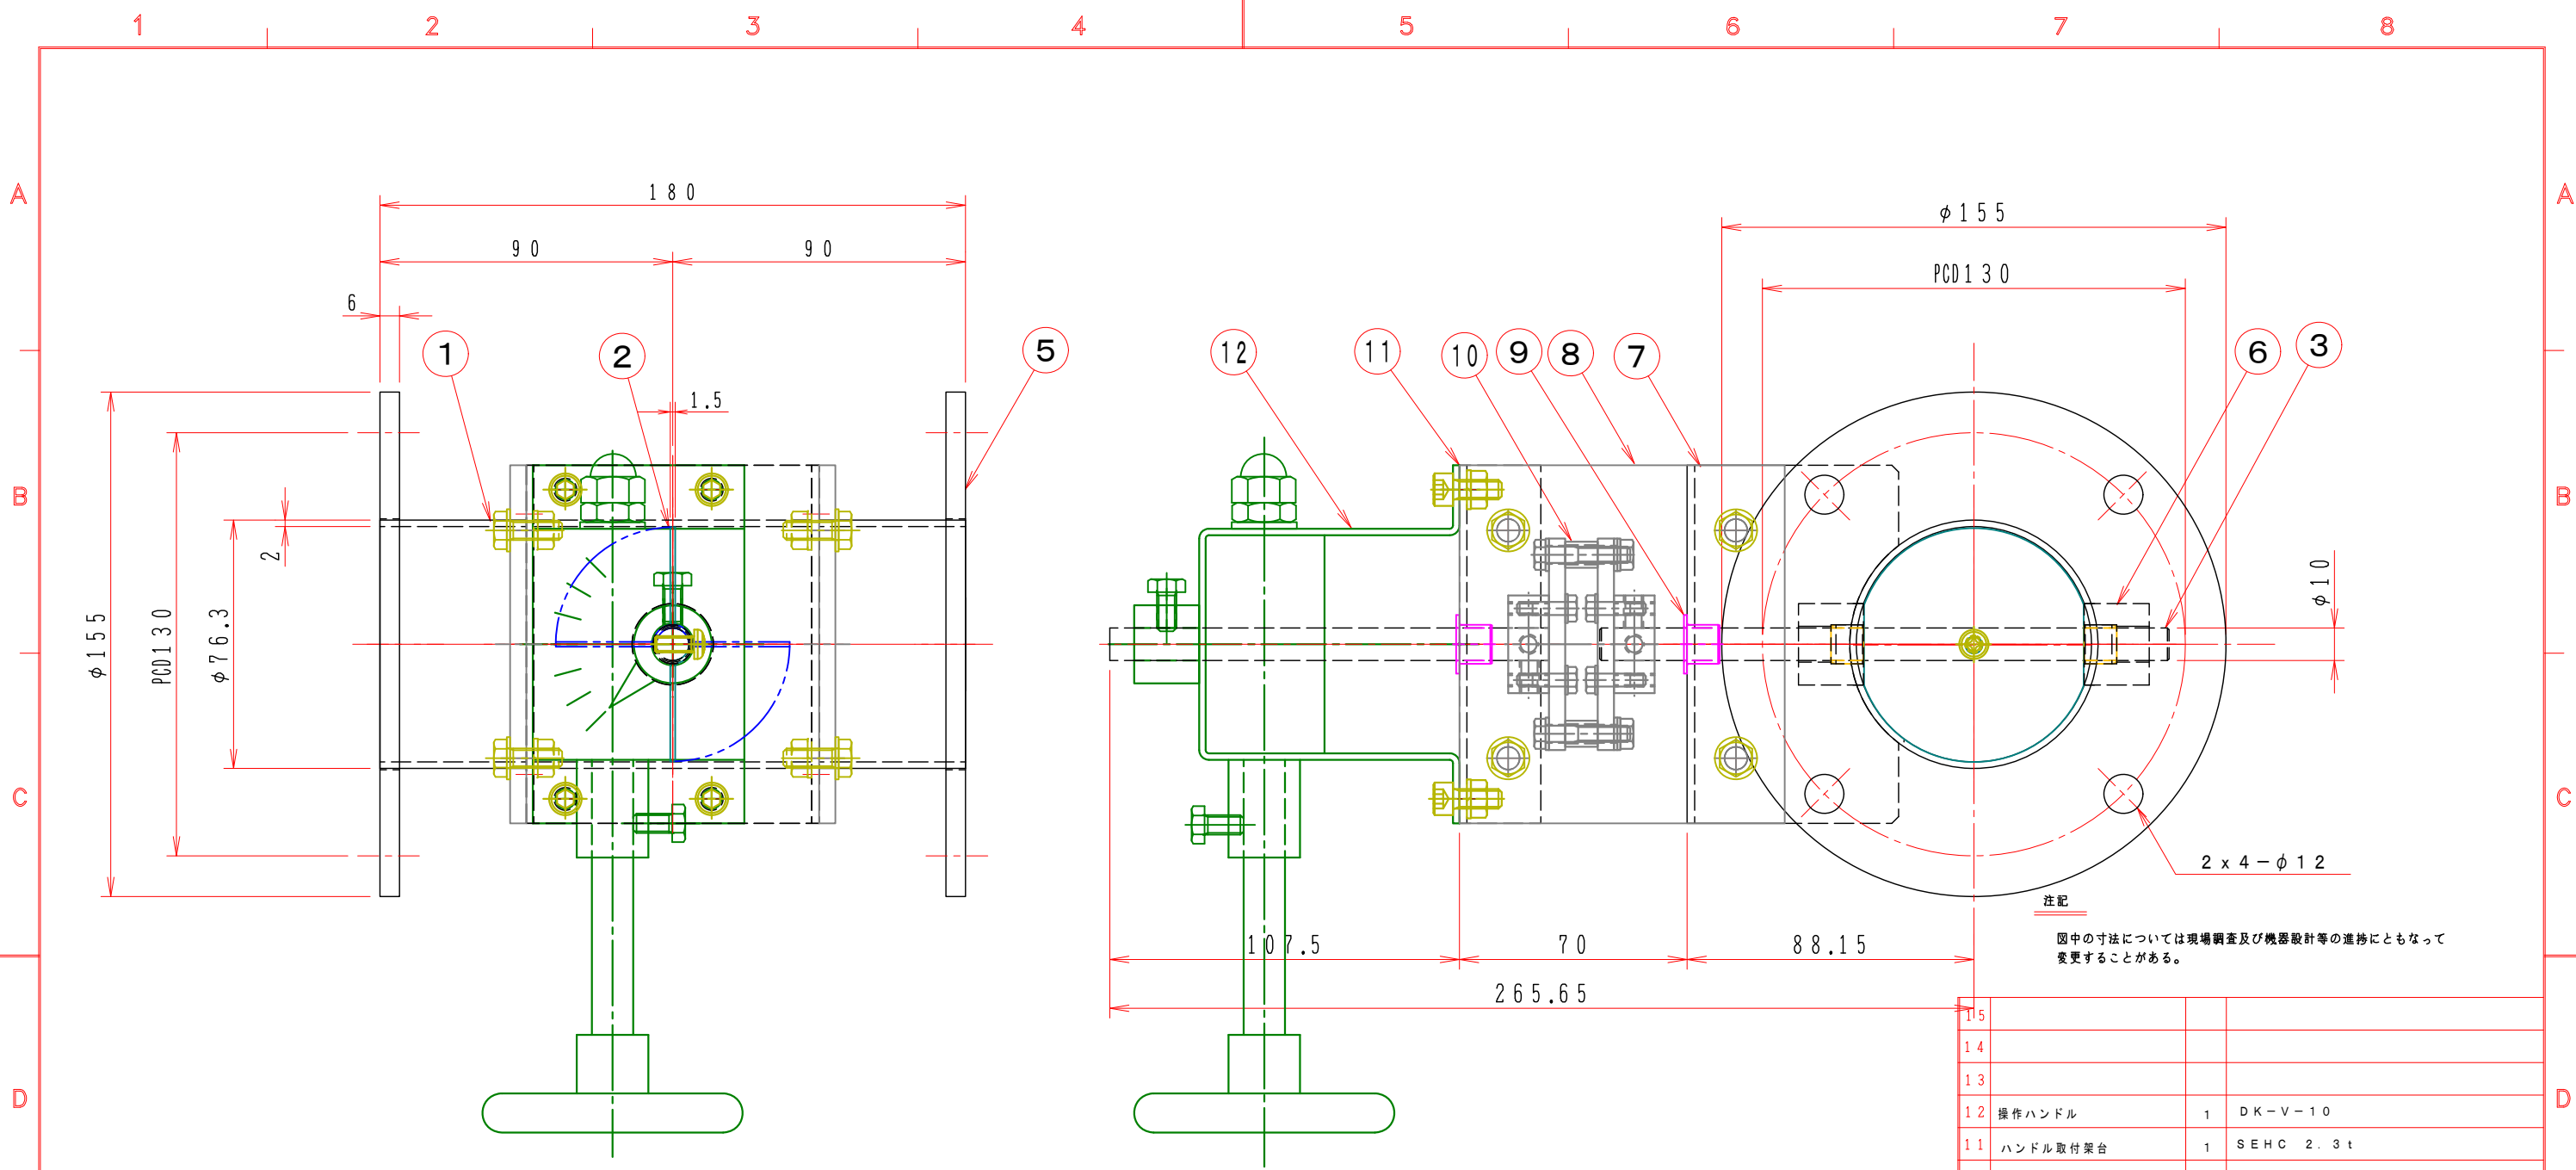 1 2 3 4 5 6 7 8
A A
180
φ155
90 90
PCD130
6
1 2 5 12 11 10 9 8 7 6 3
1.5
B B
2
φ155
PCD130
φ76.3
φ10
C C
2x4-φ12
注記
図中の寸法については現場調査及び機器設計等の進捗にともなって
変更することがある。
107.5 70 88.15
265.65
15
14
13
D D
12 操作ハンドル 1 DK-V-10
11 ハンドル取付架台 1 SEHC 2.3t